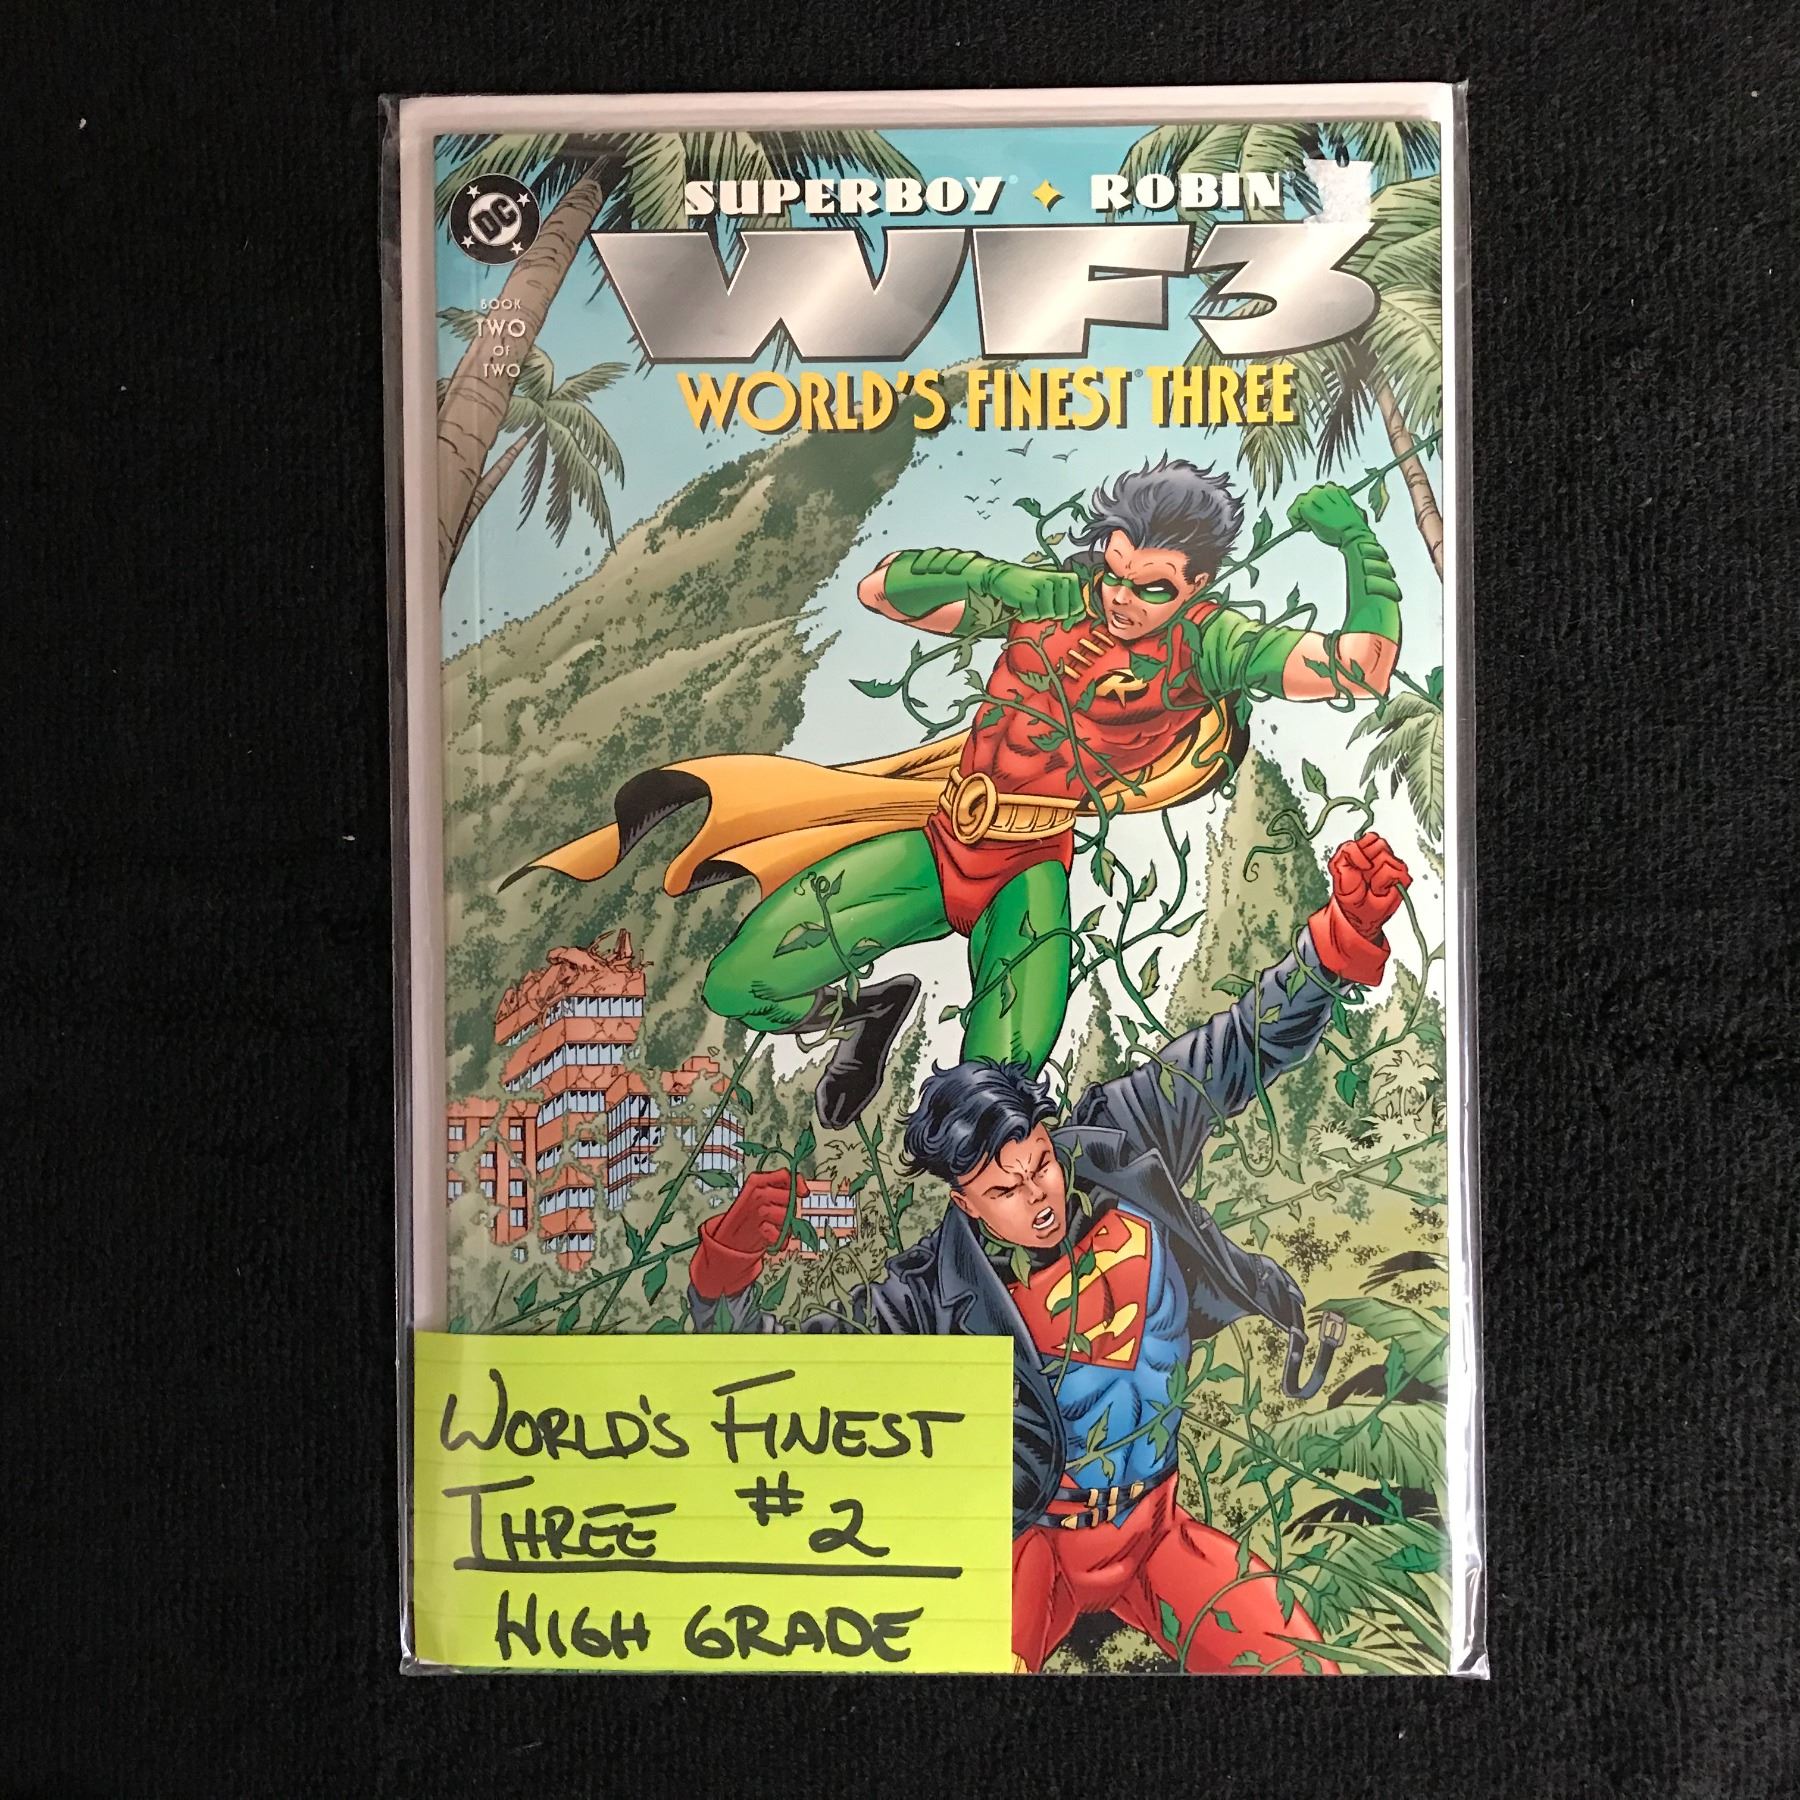 SUPERBOY ROBIN
DC
WF3
BOOK
TWO
OF
TWO
WORLD'S FINEST® THREE
R
S
WORLD'S FINEST
THREE #2
HIGH GRADE